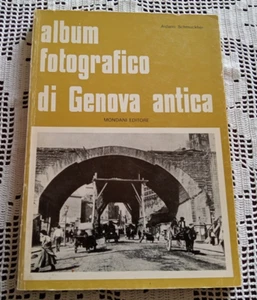 album
fotografico
di Genova antica
MONDANI EDITORE